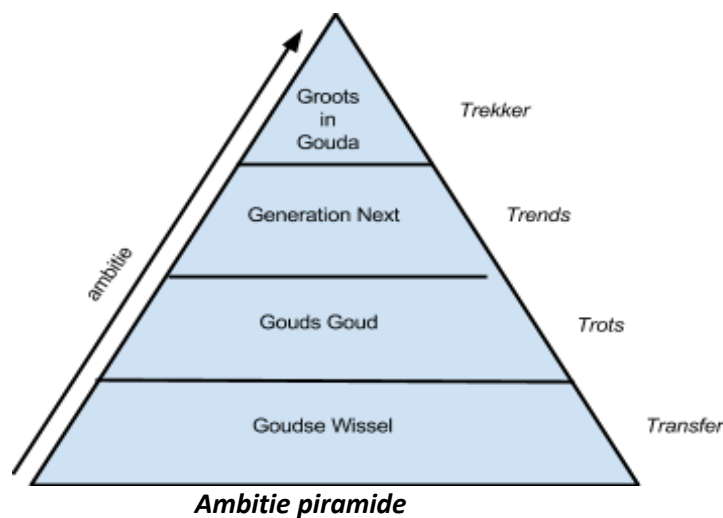 Groots
in
Gouda
Trekker
Generation Next
Trends
ambitie
Gouds Goud
Trots
Goudse Wissel
Transfer
Ambitie piramide